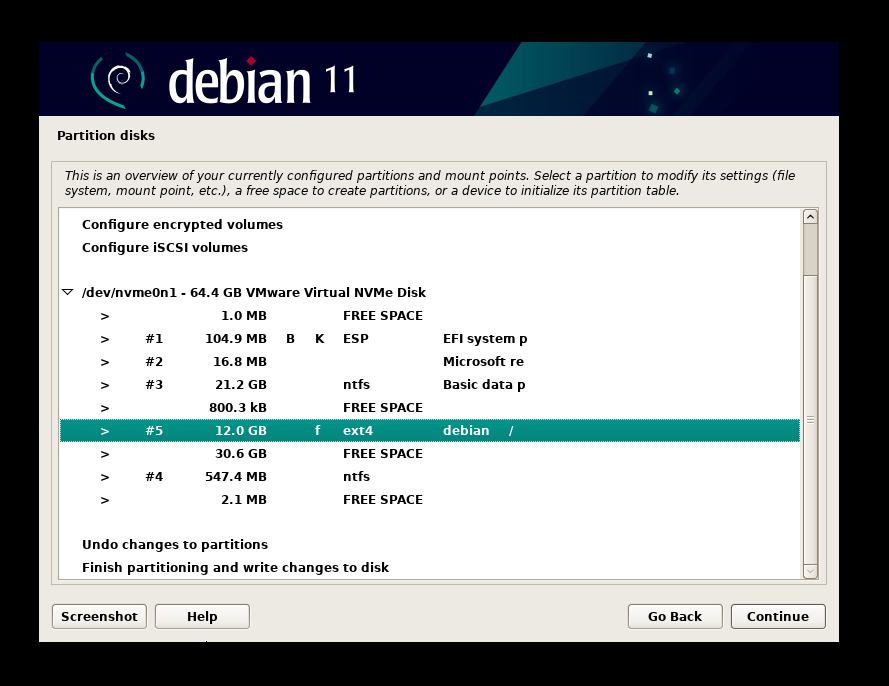 debian 11
Partition disks
This is an overview of your currently configured partitions and mount points. Select a partition to modify its settings (file
system, mount point, etc.), a free space to create partitions, or a device to initialize its partition table.
Configure encrypted volumes
Configure iSCSI volumes
/dev/nvme0n1 - 64.4 GB VMware Virtual NVMe Disk
> 1.0 MB FREE SPACE
> #1 104.9 MB B K ESP EFI system p
> #2 16.8 MB Microsoft re
> #3 21.2 GB ntfs Basic data p
> 800.3 kB FREE SPACE
> #5 12.0 GB f ext4 debian /
> 30.6 GB FREE SPACE
> #4 547.4 MB ntfs
> 2.1 MB FREE SPACE
Undo changes to partitions
Finish partitioning and write changes to disk
Screenshot Help Go Back Continue